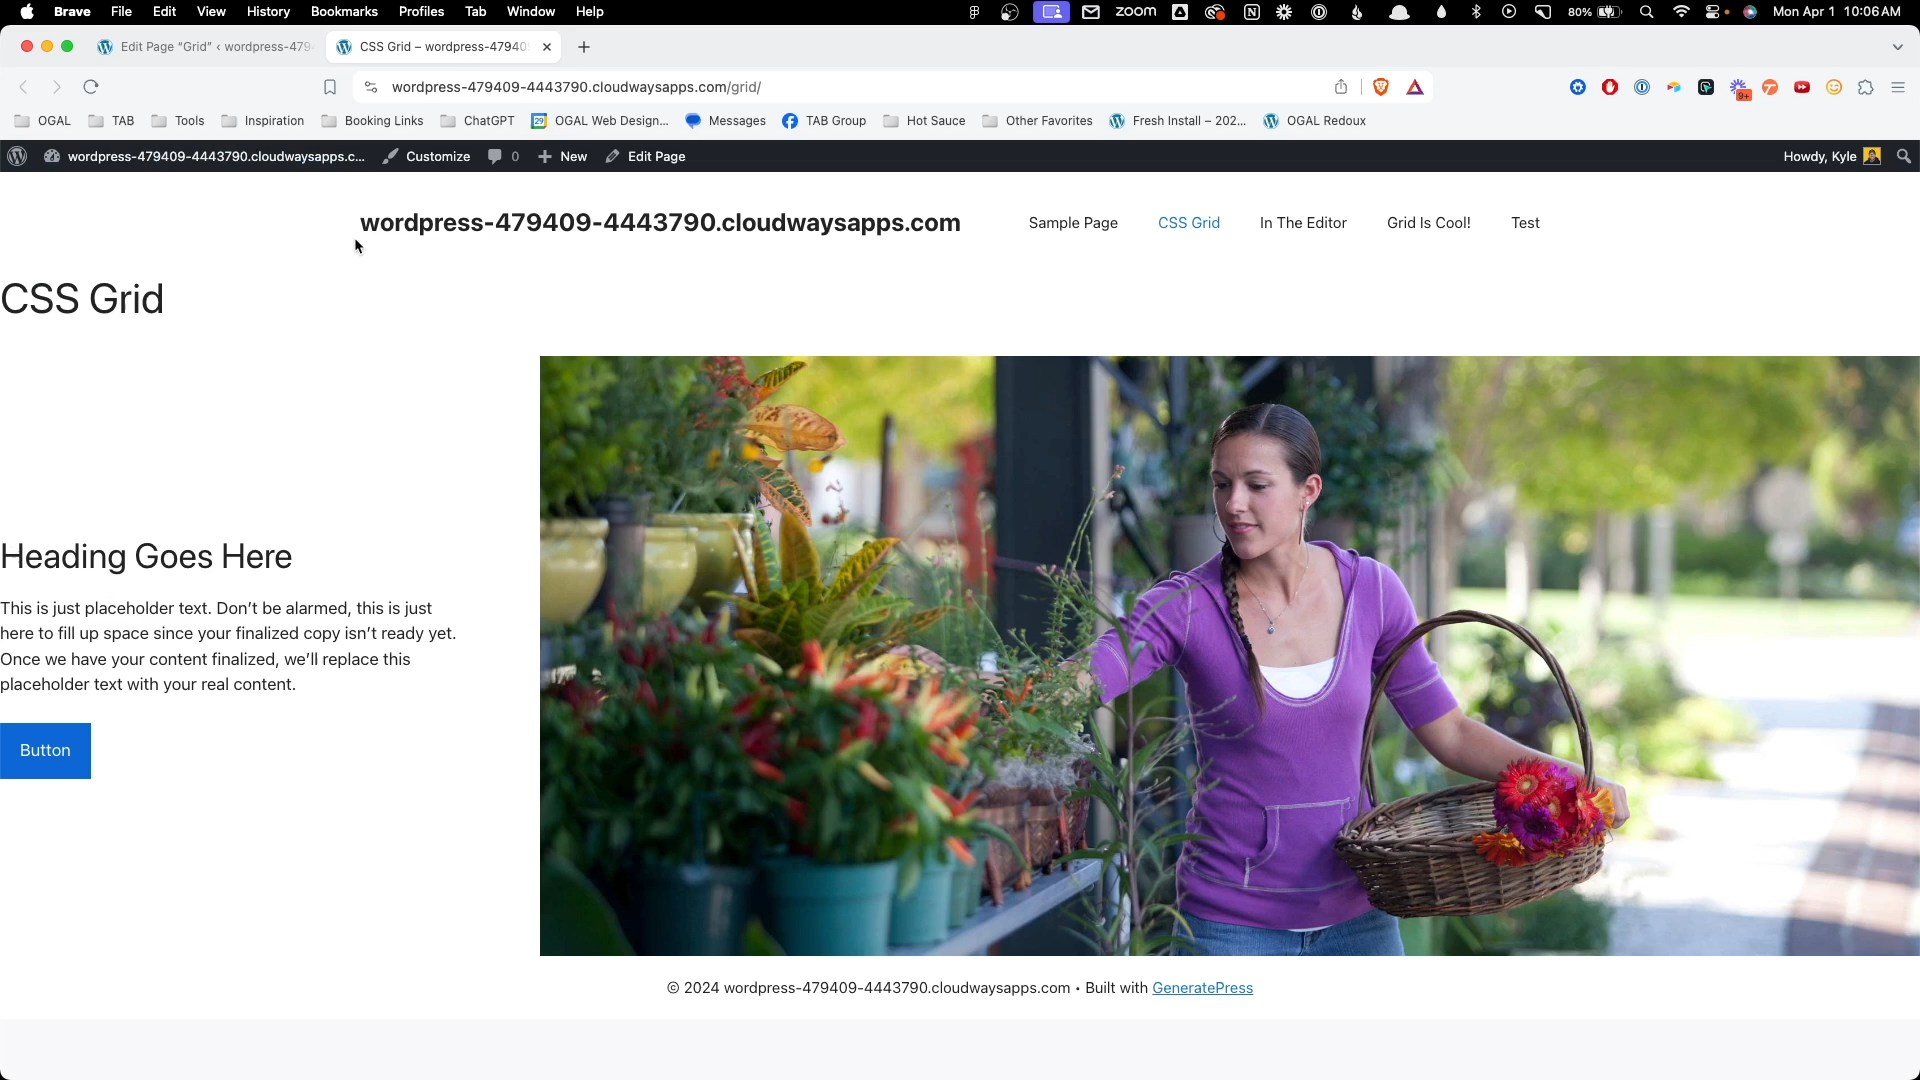 Brave File Edit View History Bookmarks Profiles Tab Window Help zoom 80% Mon Apr 1 10:06 AM
Edit Page “Grid” ‹ wordpress-479 CSS Grid – wordpress-47940
wordpress-479409-4443790.cloudwaysapps.com/grid/ 9+
OGAL TAB Tools Inspiration Booking Links ChatGPT 29 OGAL Web Design... Messages TAB Group Hot Sauce Other Favorites Fresh Install – 202... OGAL Redoux
wordpress-479409-4443790.cloudwaysapps.c... Customize 0 New Edit Page Howdy, Kyle
wordpress-479409-4443790.cloudwaysapps.com Sample Page CSS Grid In The Editor Grid Is Cool! Test
CSS Grid
Heading Goes Here
This is just placeholder text. Don’t be alarmed, this is just
here to fill up space since your finalized copy isn’t ready yet.
Once we have your content finalized, we’ll replace this
placeholder text with your real content.
Button
© 2024 wordpress-479409-4443790.cloudwaysapps.com • Built with GeneratePress